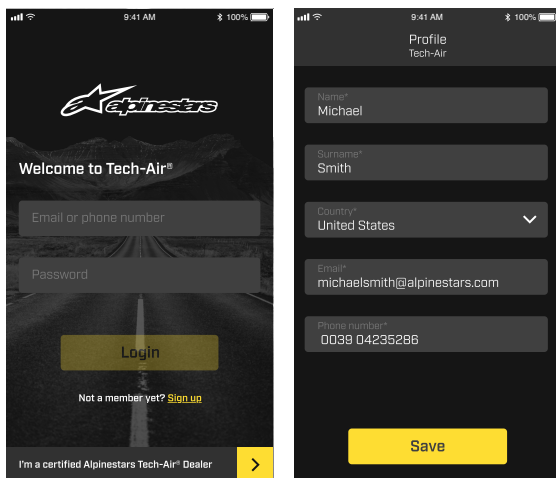 9:41 AM
100%
alpinestars
Welcome to Tech-Air®
Email or phone number
Password
Login
Not a member yet? Sign up
I'm a certified Alpinestars Tech-Air® Dealer
9:41 AM
100%
Profile
Tech-Air
Name*
Michael
Surname*
Smith
Country*
United States
Email*
michaelsmith@alpinestars.com
Phone number*
0039 04235286
Save